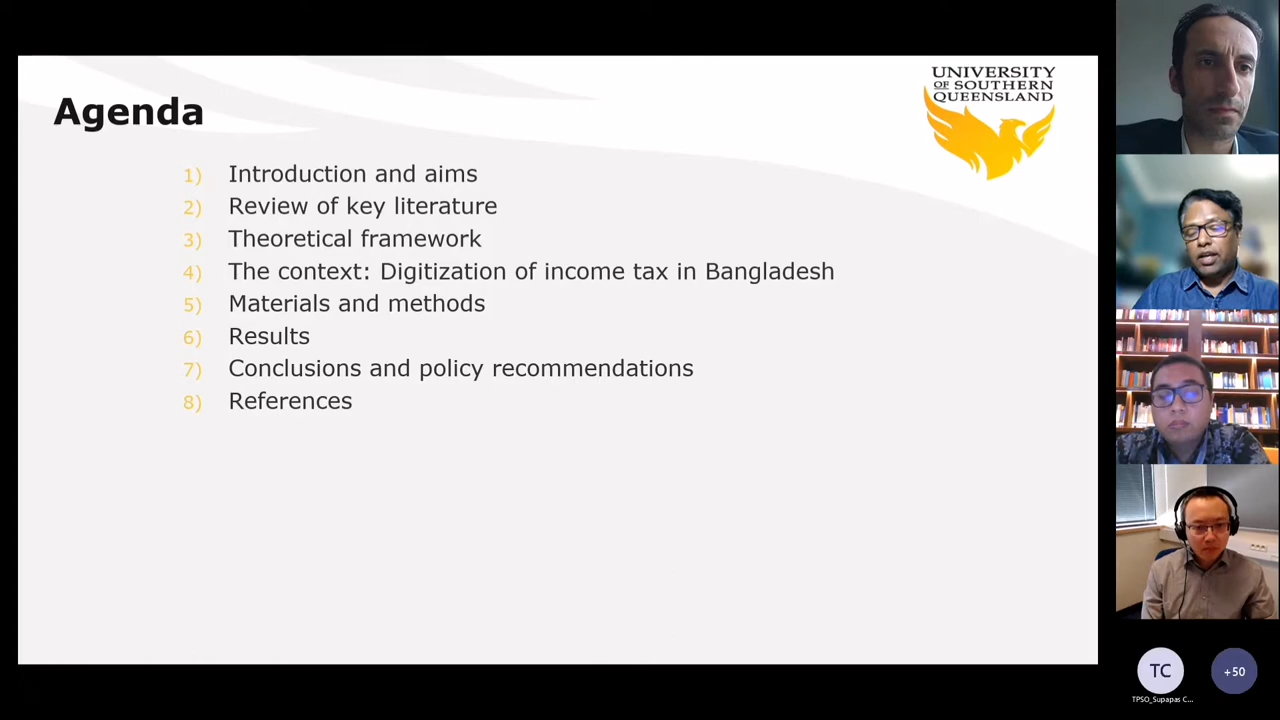 Agenda
UNIVERSITY
OF SOUTHERN
QUEENSLAND
1) Introduction and aims
2) Review of key literature
3) Theoretical framework
4) The context: Digitization of income tax in Bangladesh
5) Materials and methods
6) Results
7) Conclusions and policy recommendations
8) References
TC
+50
TPSO_Supapas C...